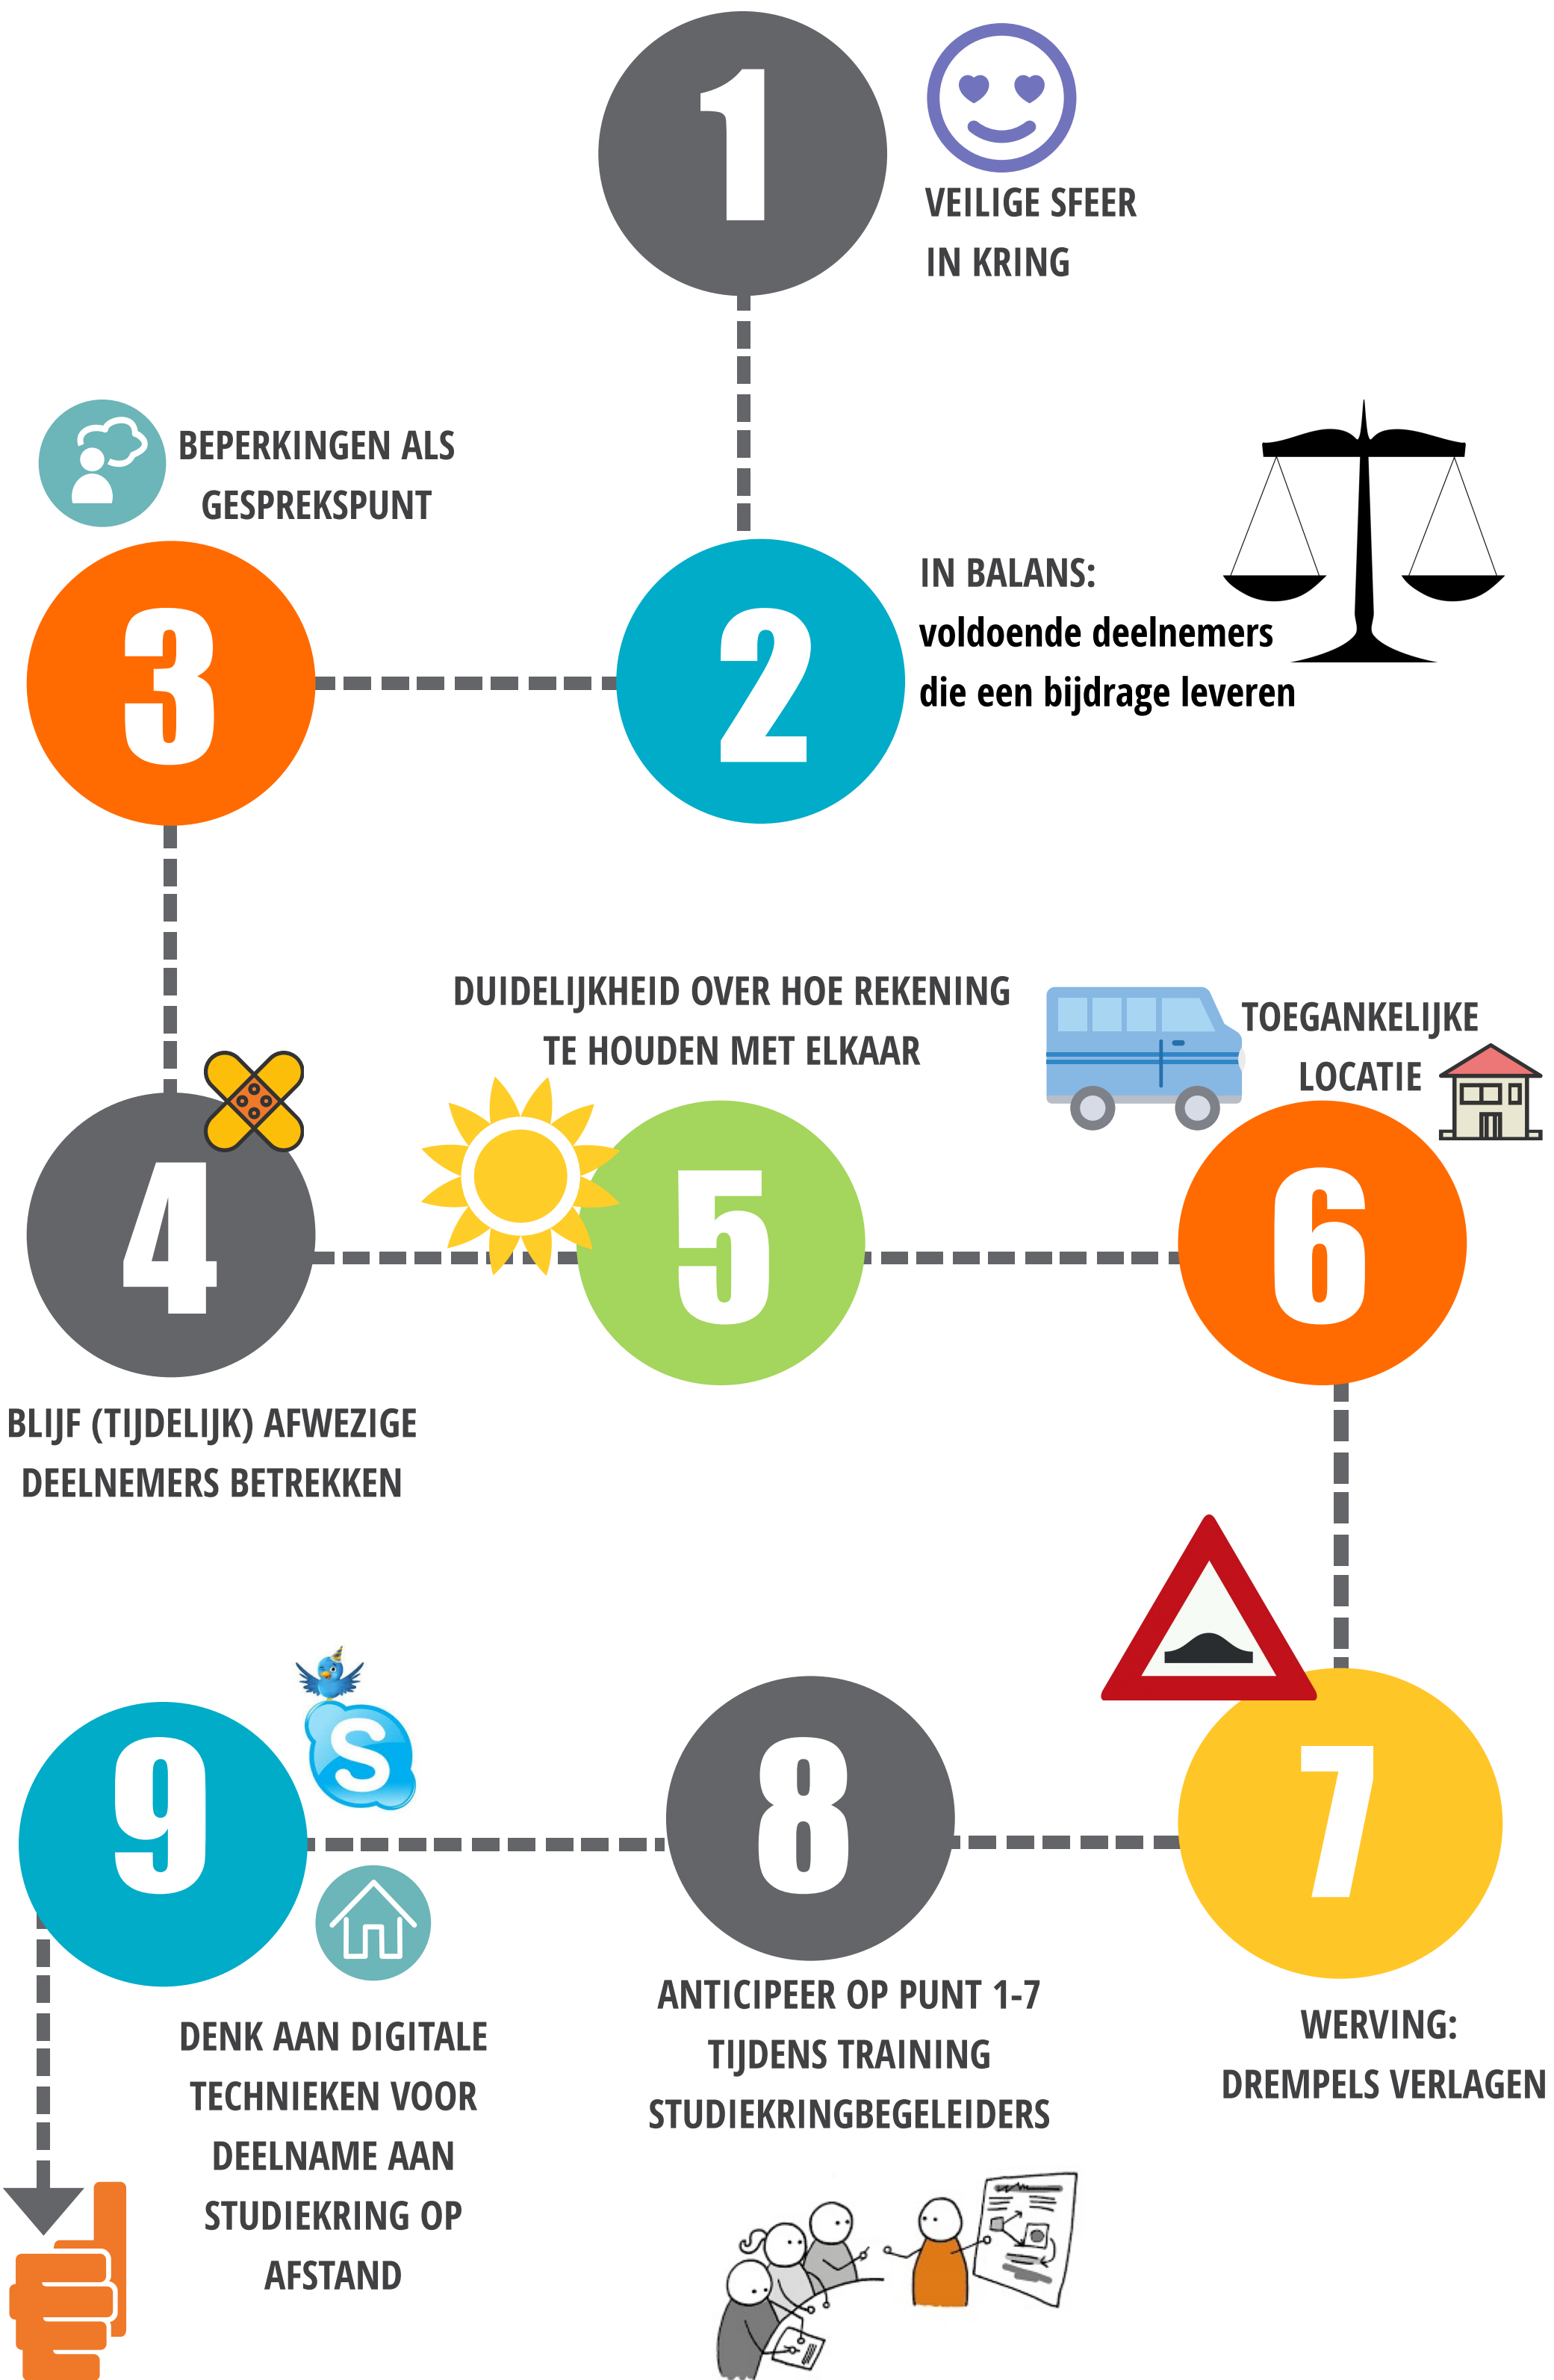 1
VEILIGE SFEER
IN KRING
2
IN BALANS:
voldoende deelnemers
die een bijdrage leveren
BEPERKINGEN ALS
GESPREKSPUNT
3
4
BLIJF (TIJDELIJK) AFWEZIGE
DEELNEMERS BETREKKEN
DUIDELIJKHEID OVER HOE REKENING
TE HOUDEN MET ELKAAR
5
TOEGANKELIJKE
LOCATIE
6
7
WERVING:
DREMPELS VERLAGEN
8
ANTICIPEER OP PUNT 1-7
TIJDENS TRAINING
STUDIEKRINGBEGELEIDERS
9
S
DENK AAN DIGITALE
TECHNIEKEN VOOR
DEELNAME AAN
STUDIEKRING OP
AFSTAND